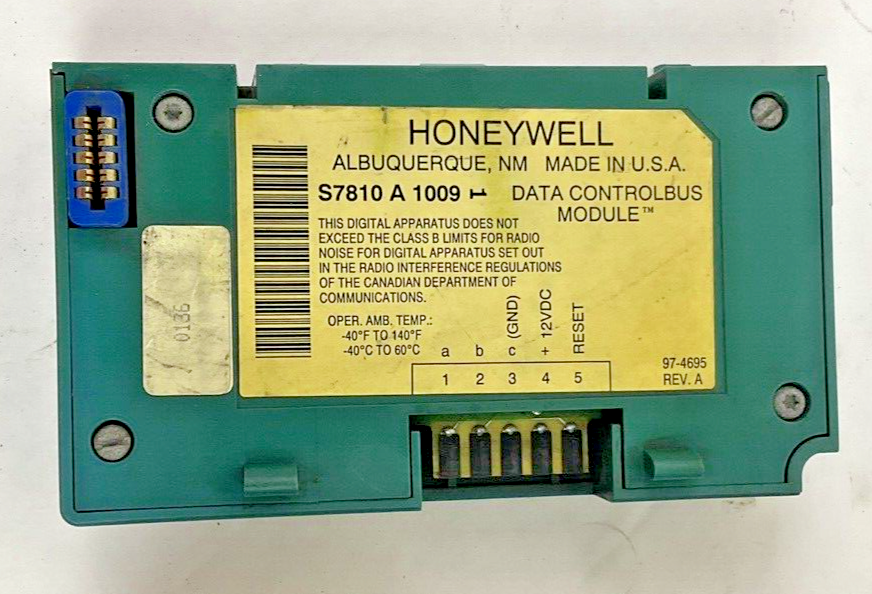 HONEYWELL
ALBUQUERQUE, NM MADE IN U.S.A.
S7810 A 1009 1 DATA CONTROLBUS
MODULE™
THIS DIGITAL APPARATUS DOES NOT
EXCEED THE CLASS B LIMITS FOR RADIO
NOISE FOR DIGITAL APPARATUS SET OUT
IN THE RADIO INTERFERENCE REGULATIONS
OF THE CANADIAN DEPARTMENT OF
COMMUNICATIONS.
OPER. AMB. TEMP.:
-40°F TO 140°F
-40°C TO 60°C
a b c (GND) + 12VDC RESET
1 2 3 4 5
97-4695
REV. A
0136